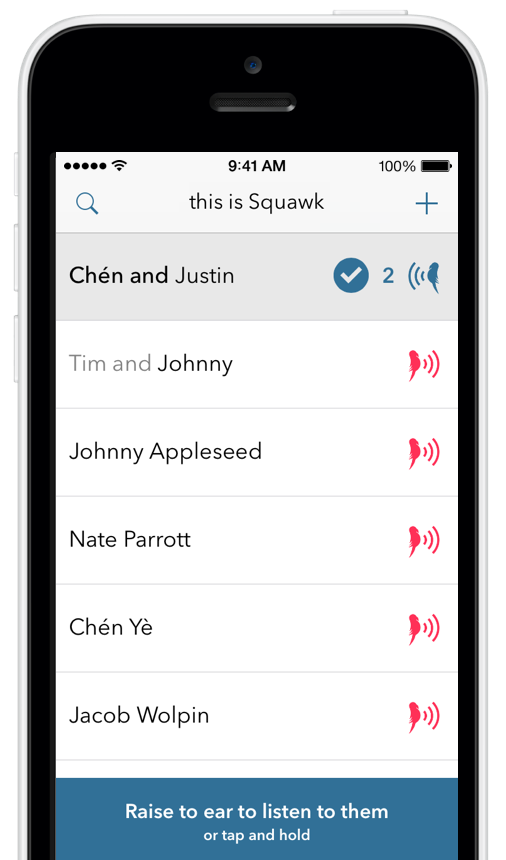 9:41 AM 100%
this is Squawk
Chén and Justin 2
Tim and Johnny
Johnny Appleseed
Nate Parrott
Chén Yè
Jacob Wolpin
Raise to ear to listen to them
or tap and hold